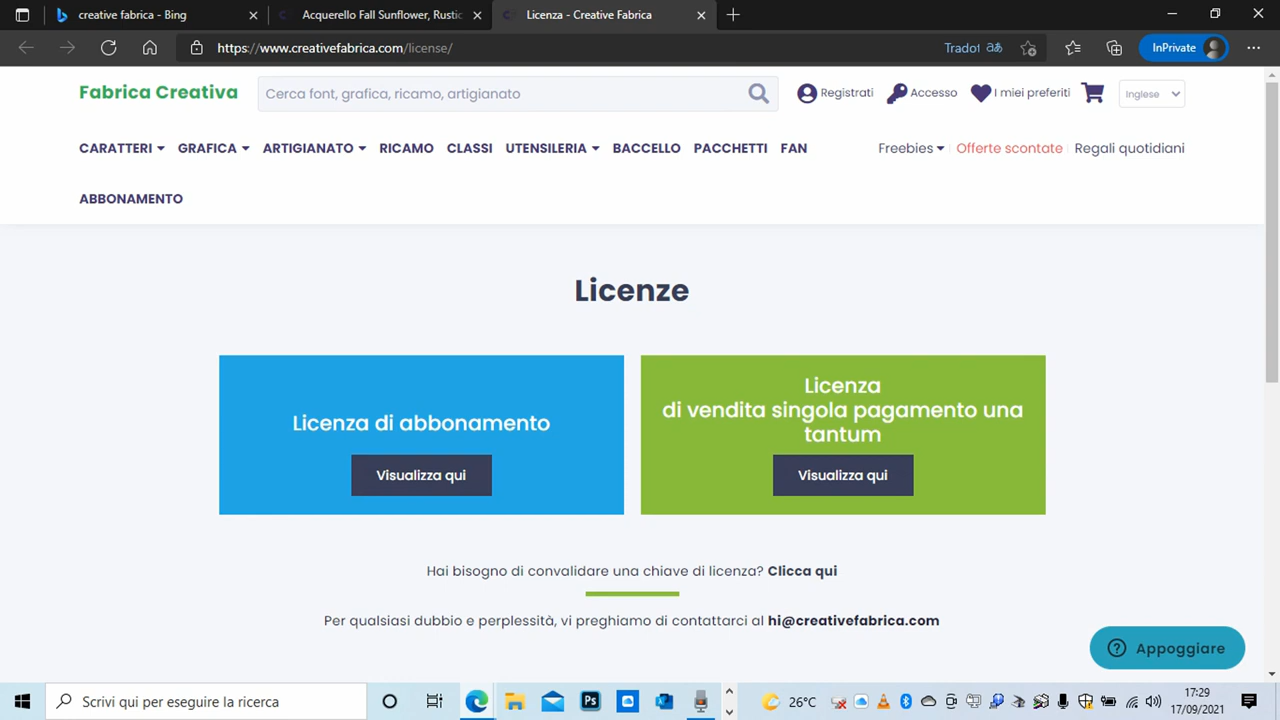 creative fabrica - Bing
Acquerello Fall Sunflower, Rustic
Licenza - Creative Fabrica
https://www.creativefabrica.com/license/
Tradot
InPrivate
Fabrica Creativa
Cerca font, grafica, ricamo, artigianato
Registrati
Accesso
I miei preferiti
Inglese
CARATTERI
GRAFICA
ARTIGIANATO
RICAMO
CLASSI
UTENSILERIA
BACCELLO
PACCHETTI
FAN
Freebies
Offerte scontate
Regali quotidiani
ABBONAMENTO
Licenze
Licenza di abbonamento
Visualizza qui
Licenza
di vendita singola pagamento una
tantum
Visualizza qui
Hai bisogno di convalidare una chiave di licenza? Clicca qui
Per qualsiasi dubbio e perplessità, vi preghiamo di contattarci al hi@creativefabrica.com
Appoggiare
Scrivi qui per eseguire la ricerca
Ps
26°C
17:29
17/09/2021